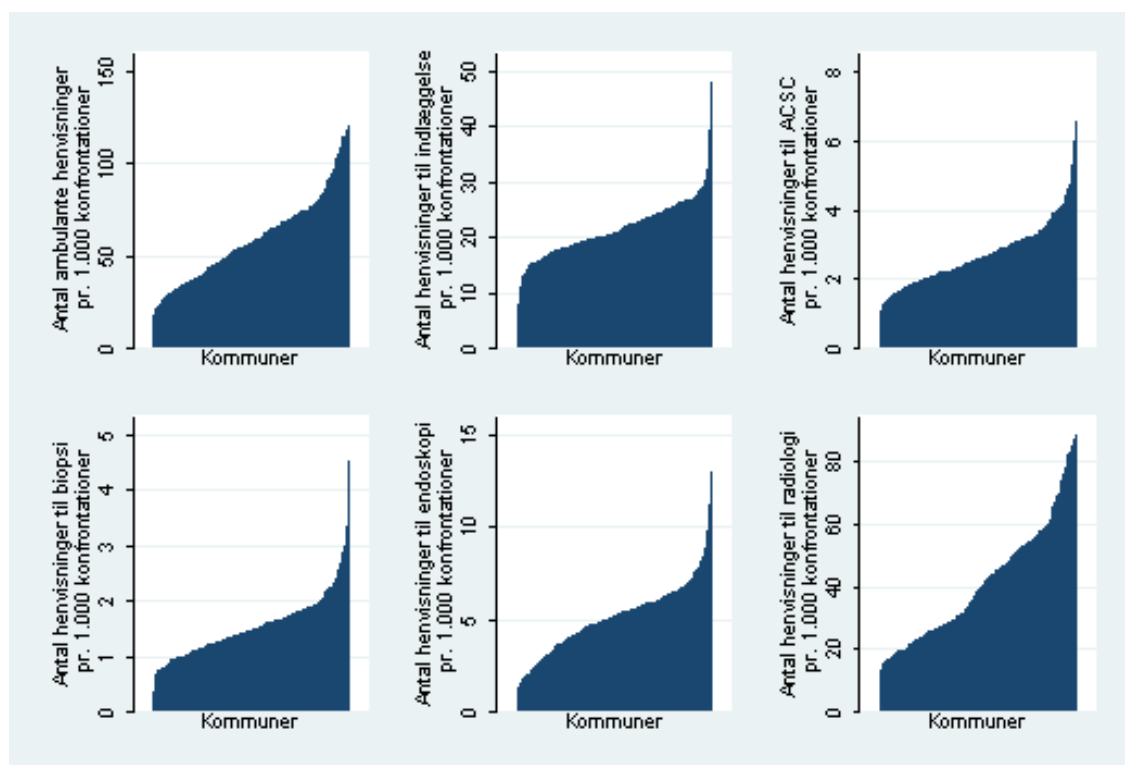 Antal ambulante henvisninger
pr. 1.000 konfrontationer
0
50
100
150
Kommuner
Antal henvisninger til indlæggelse
pr. 1.000 konfrontationer
0
10
20
30
40
50
Kommuner
Antal henvisninger til ACSC
pr. 1.000 konfrontationer
0
2
4
6
8
Kommuner
Antal henvisninger til biopsi
pr. 1.000 konfrontationer
0
1
2
3
4
5
Kommuner
Antal henvisninger til endoskopi
pr. 1.000 konfrontationer
0
5
10
15
Kommuner
Antal henvisninger til radiologi
pr. 1.000 konfrontationer
0
20
40
60
80
Kommuner